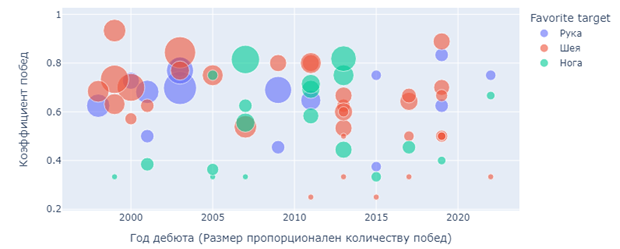 Favorite target
Рука
Шея
Нога
Коэффициент побед
1
0.8
0.6
0.4
0.2
2000
2005
2010
2015
2020
Год дебюта (Размер пропорционален количеству побед)